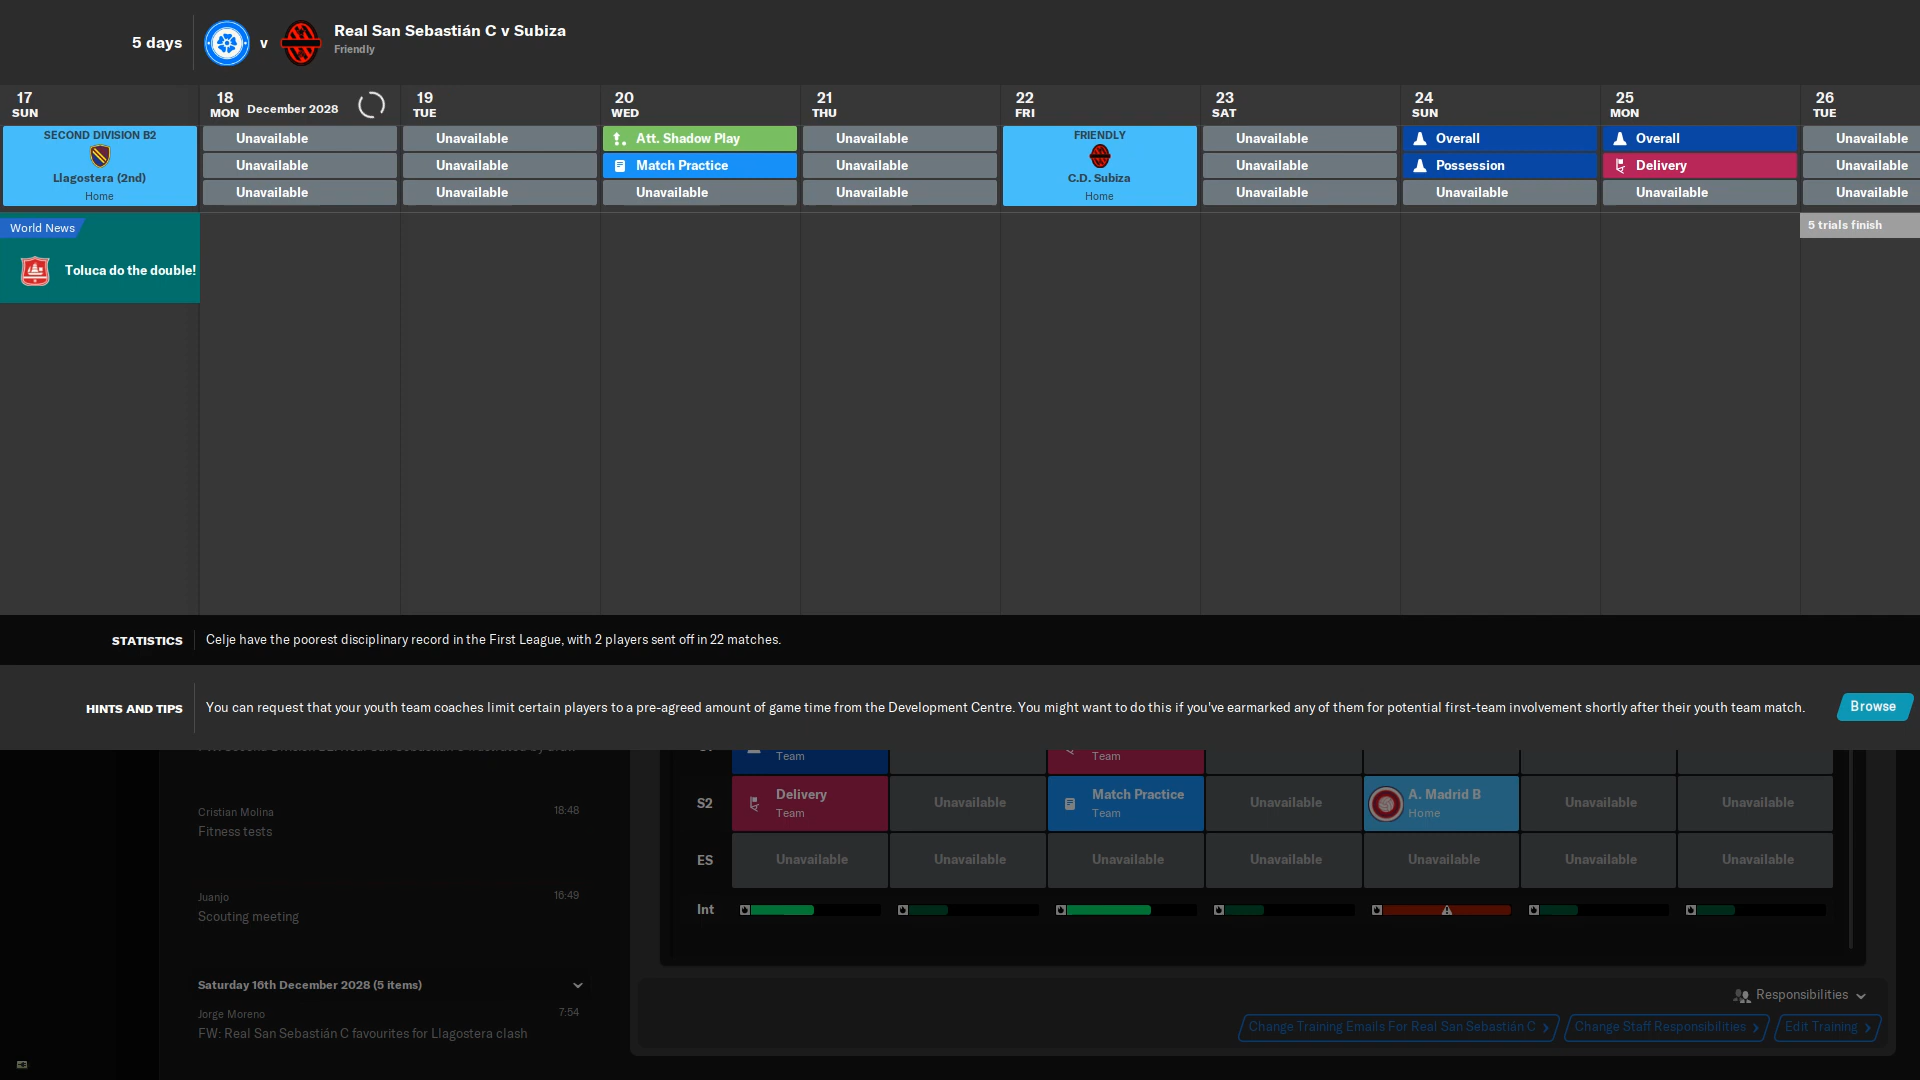 5 days
v
Real San Sebastián C v Subiza
Friendly
17
SUN
18
MON December 2028
19
TUE
20
WED
21
THU
22
FRI
23
SAT
24
SUN
25
MON
26
TUE
SECOND DIVISION B2
Llagostera (2nd)
Home
Unavailable
Unavailable
Unavailable
Unavailable
Unavailable
Unavailable
Att. Shadow Play
Match Practice
Unavailable
Unavailable
Unavailable
Unavailable
FRIENDLY
C.D. Subiza
Home
Unavailable
Unavailable
Unavailable
Overall
Possession
Unavailable
Overall
Delivery
Unavailable
Unavailable
Unavailable
Unavailable
World News
Toluca do the double!
5 trials finish
STATISTICS
Celje have the poorest disciplinary record in the First League, with 2 players sent off in 22 matches.
HINTS AND TIPS
You can request that your youth team coaches limit certain players to a pre-agreed amount of game time from the Development Centre. You might want to do this if you've earmarked any of them for potential first-team involvement shortly after their youth team match.
Browse
Cristian Molina 18:48
Fitness tests
Juanjo 16:49
Scouting meeting
Saturday 16th December 2028 (5 items)
Jorge Moreno 7:54
FW: Real San Sebastián C favourites for Llagostera clash
Team
Team
S2
Delivery
Team
Unavailable
Match Practice
Team
Unavailable
A. Madrid B
Home
Unavailable
Unavailable
ES
Unavailable
Unavailable
Unavailable
Unavailable
Unavailable
Unavailable
Unavailable
Int
Responsibilities
Change Training Emails For Real San Sebastián C
Change Staff Responsibilities
Edit Training